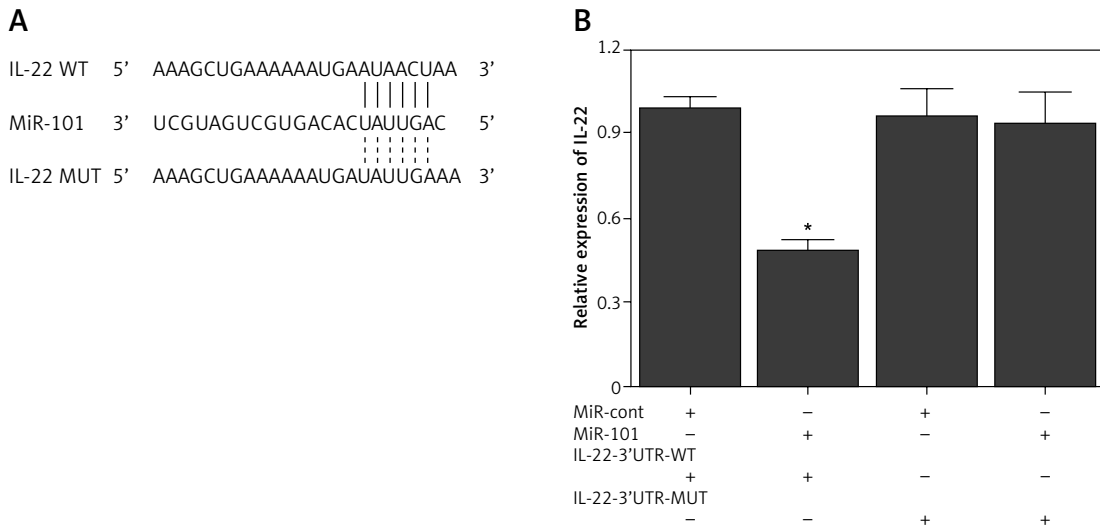 A
IL-22 WT 5’ AAAGCUGAAAAAAUGAAUAACUAA 3’
MiR-101 3’ UCGUAGUCGUGACACUAUUGAC 5’
IL-22 MUT 5’ AAAGCUGAAAAAAUGAUAUUGAAA 3’
B
Relative expression of IL-22
1.2
0.9
0.6
0.3
0
*
MiR-cont + – + –
MiR-101 – + – +
IL-22-3’UTR-WT
+ + – –
IL-22-3’UTR-MUT
– – + +